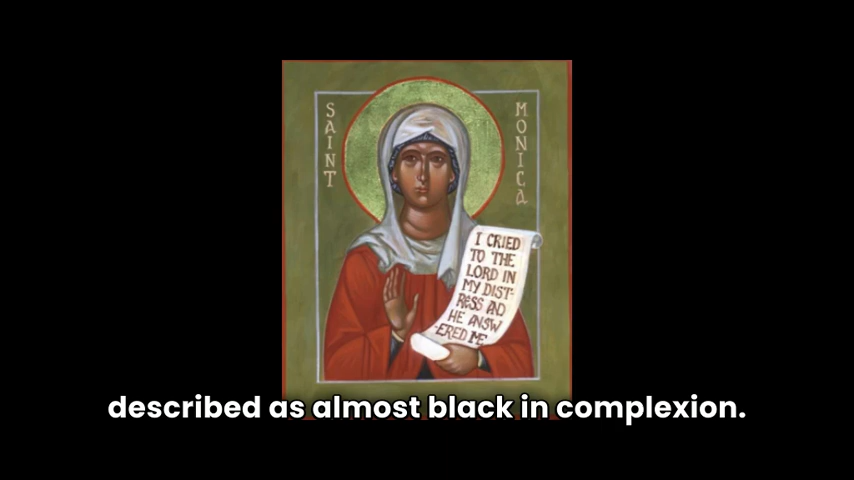 SAINT
MONICA
I CRIED
TO THE
LORD IN
MY DIST-
RESS AND
HE ANSW
-ERED ME
described as almost black in complexion.